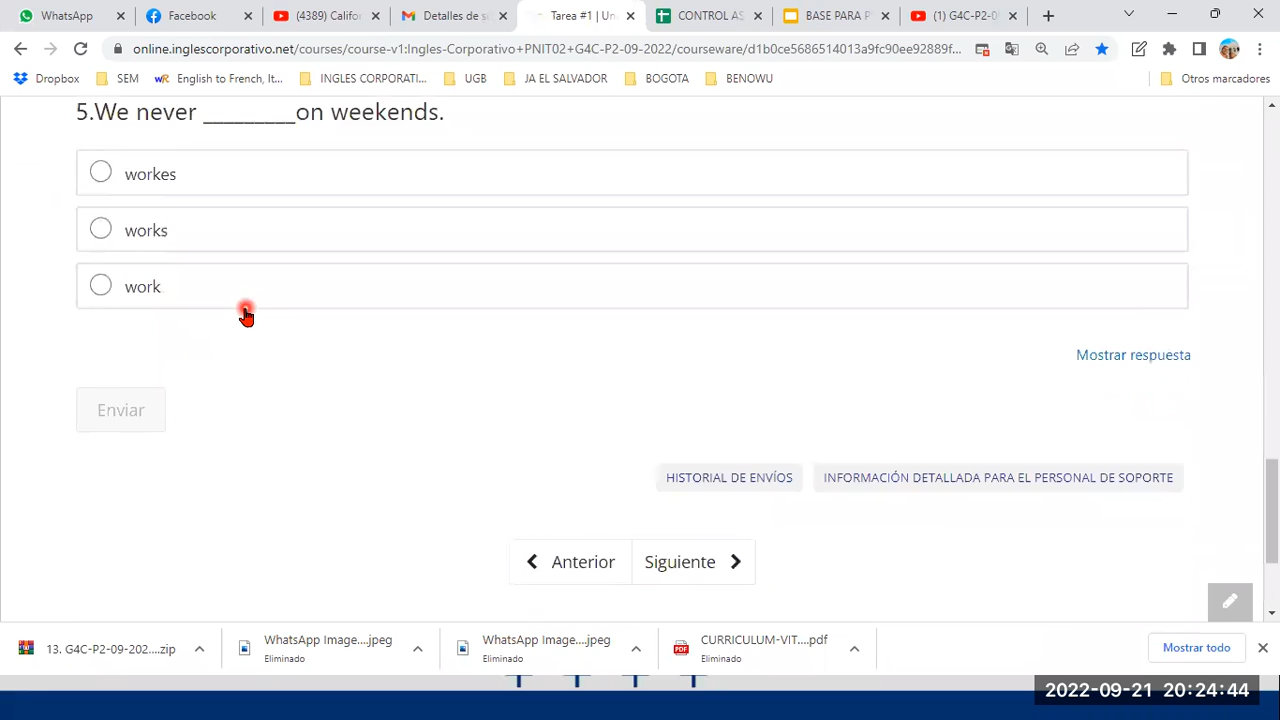 WhatsApp
Facebook
(4389) Califor
Detalles de su
Tarea #1 | Un
CONTROL AS
BASE PARA P
(1) G4C-P2-0
online.inglescorporativo.net/courses/course-v1:Ingles-Corporativo+PNIT02+G4C-P2-09-2022/courseware/d1b0ce5686514013a9fc90ee92889f...
Dropbox
SEM
English to French, It...
INGLES CORPORATI...
UGB
JA EL SALVADOR
BOGOTA
BENOWU
Otros marcadores
5.We never _________on weekends.
workes
works
work
Mostrar respuesta
Enviar
HISTORIAL DE ENVÍOS
INFORMACIÓN DETALLADA PARA EL PERSONAL DE SOPORTE
Anterior
Siguiente
13. G4C-P2-09-202....zip
WhatsApp Image....jpeg
Eliminado
WhatsApp Image....jpeg
Eliminado
CURRICULUM-VIT....pdf
Eliminado
Mostrar todo
2022-09-21 20:24:44